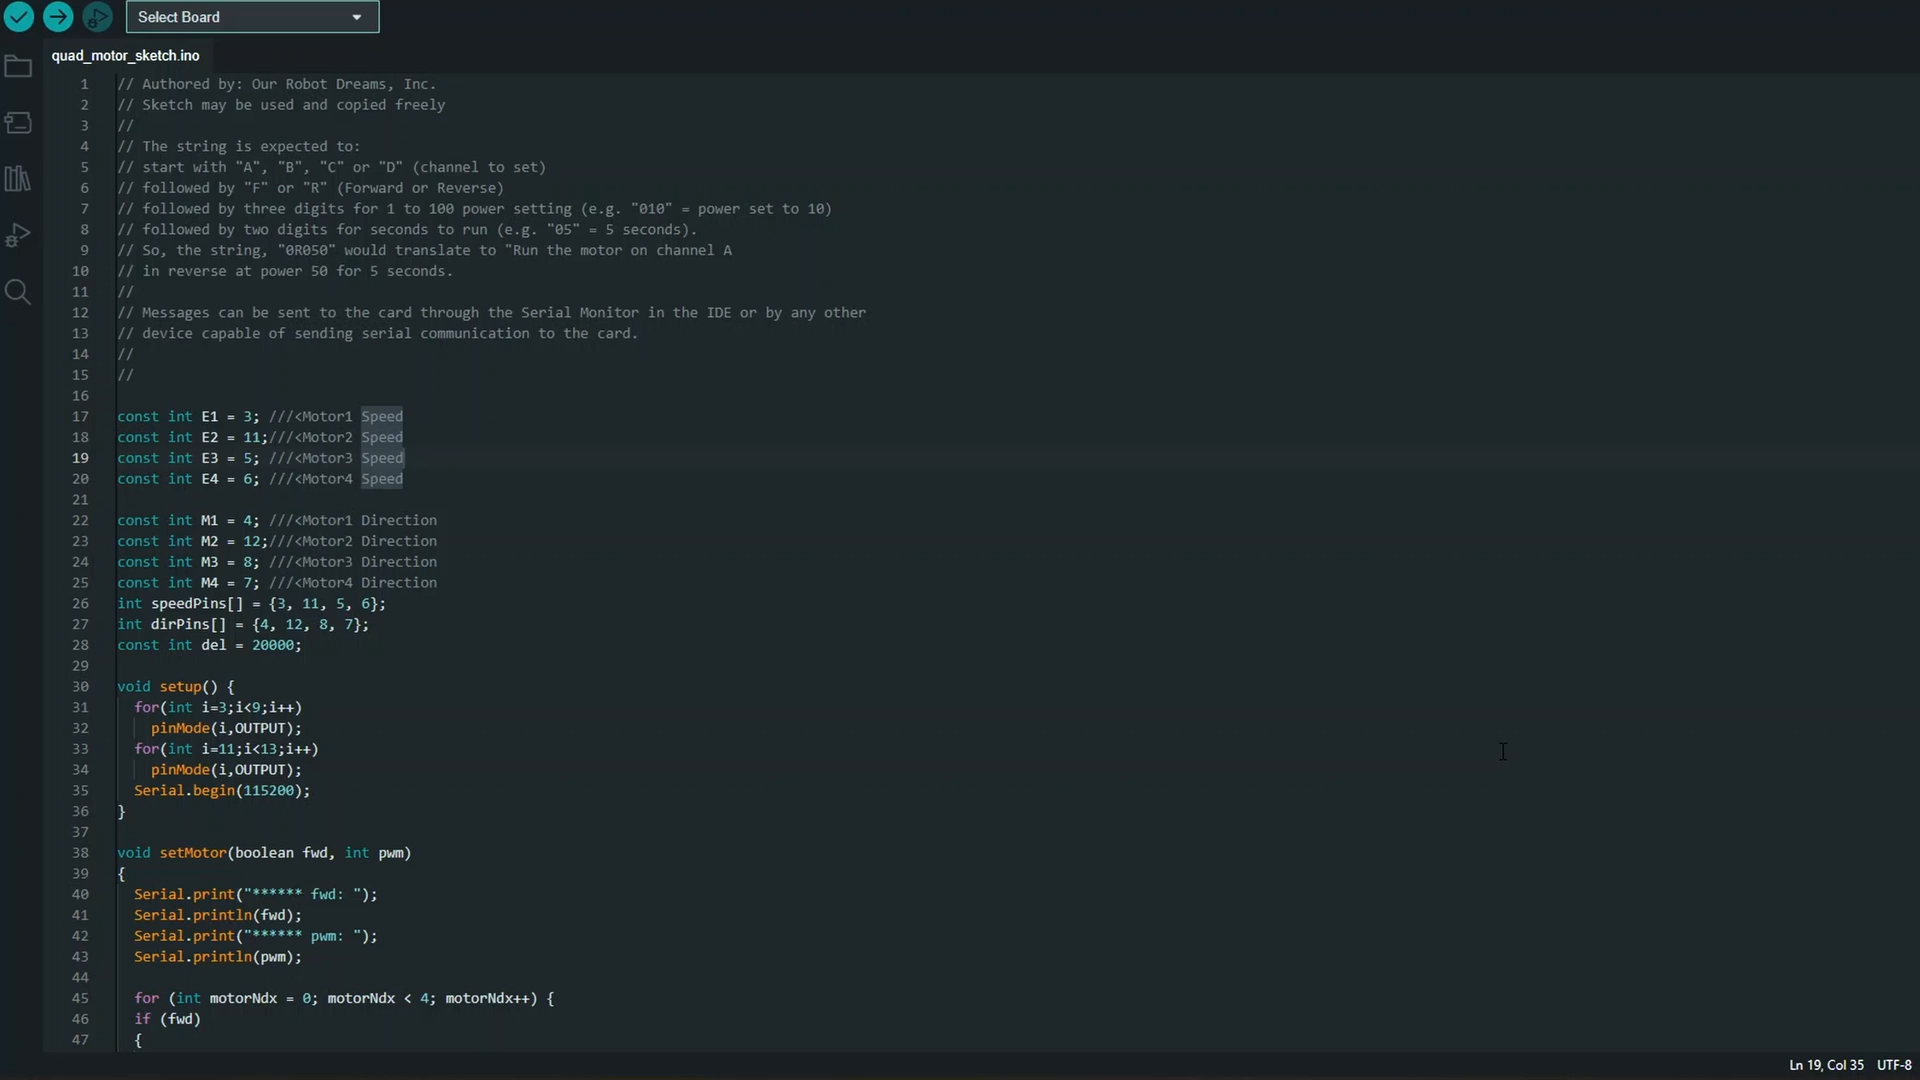 Select Board
quad_motor_sketch.ino
1 // Authored by: Our Robot Dreams, Inc.
2 // Sketch may be used and copied freely
3 //
4 // The string is expected to:
5 // start with "A", "B", "C" or "D" (channel to set)
6 // followed by "F" or "R" (Forward or Reverse)
7 // followed by three digits for 1 to 100 power setting (e.g. "010" = power set to 10)
8 // followed by two digits for seconds to run (e.g. "05" = 5 seconds).
9 // So, the string, "0R050" would translate to "Run the motor on channel A
10 // in reverse at power 50 for 5 seconds.
11 //
12 // Messages can be sent to the card through the Serial Monitor in the IDE or by any other
13 // device capable of sending serial communication to the card.
14 //
15 //
16
17 const int E1 = 3; ///<Motor1 Speed
18 const int E2 = 11;///<Motor2 Speed
19 const int E3 = 5; ///<Motor3 Speed
20 const int E4 = 6; ///<Motor4 Speed
21
22 const int M1 = 4; ///<Motor1 Direction
23 const int M2 = 12;///<Motor2 Direction
24 const int M3 = 8; ///<Motor3 Direction
25 const int M4 = 7; ///<Motor4 Direction
26 int speedPins[] = {3, 11, 5, 6};
27 int dirPins[] = {4, 12, 8, 7};
28 const int del = 20000;
29
30 void setup() {
31 for(int i=3;i<9;i++)
32 pinMode(i,OUTPUT);
33 for(int i=11;i<13;i++)
34 pinMode(i,OUTPUT);
35 Serial.begin(115200);
36 }
37
38 void setMotor(boolean fwd, int pwm)
39 {
40 Serial.print("****** fwd: ");
41 Serial.println(fwd);
42 Serial.print("****** pwm: ");
43 Serial.println(pwm);
44
45 for (int motorNdx = 0; motorNdx < 4; motorNdx++) {
46 if (fwd)
47 {
Ln 19, Col 35 UTF-8